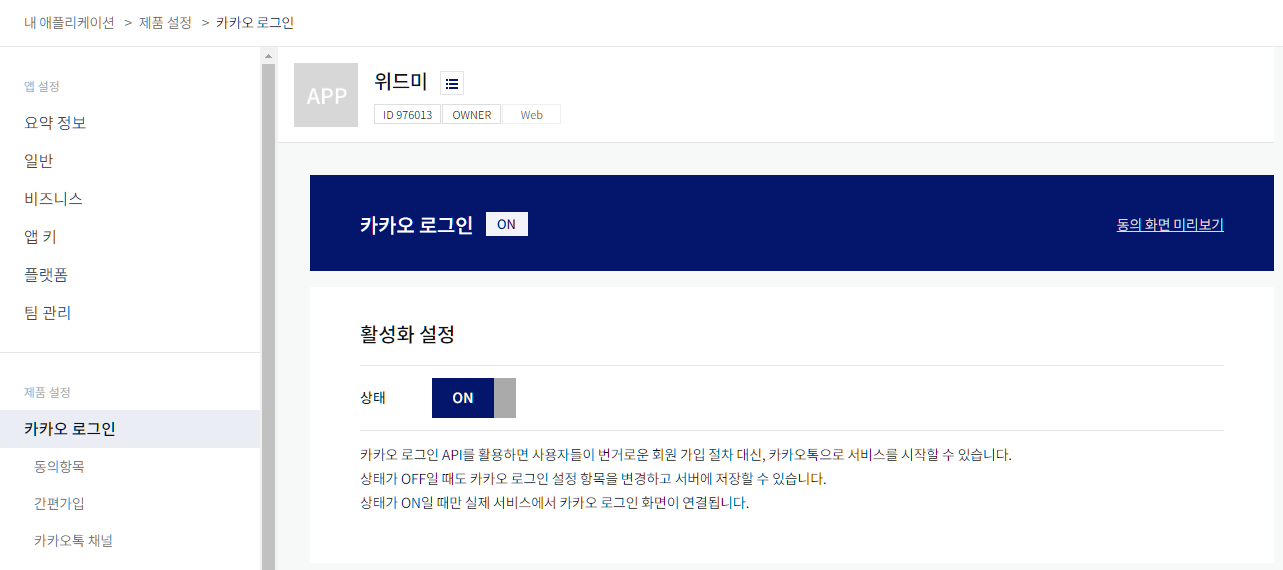 내 애플리케이션 > 제품 설정 > 카카오 로그인
앱 설정
요약 정보
일반
비즈니스
앱 키
플랫폼
팀 관리
제품 설정
카카오 로그인
동의항목
간편가입
카카오톡 채널
APP
위드미
ID 976013 OWNER Web
카카오 로그인 ON
동의 화면 미리보기
활성화 설정
상태 ON
카카오 로그인 API를 활용하면 사용자들이 번거로운 회원 가입 절차 대신, 카카오톡으로 서비스를 시작할 수 있습니다.
상태가 OFF일 때도 카카오 로그인 설정 항목을 변경하고 서버에 저장할 수 있습니다.
상태가 ON일 때만 실제 서비스에서 카카오 로그인 화면이 연결됩니다.